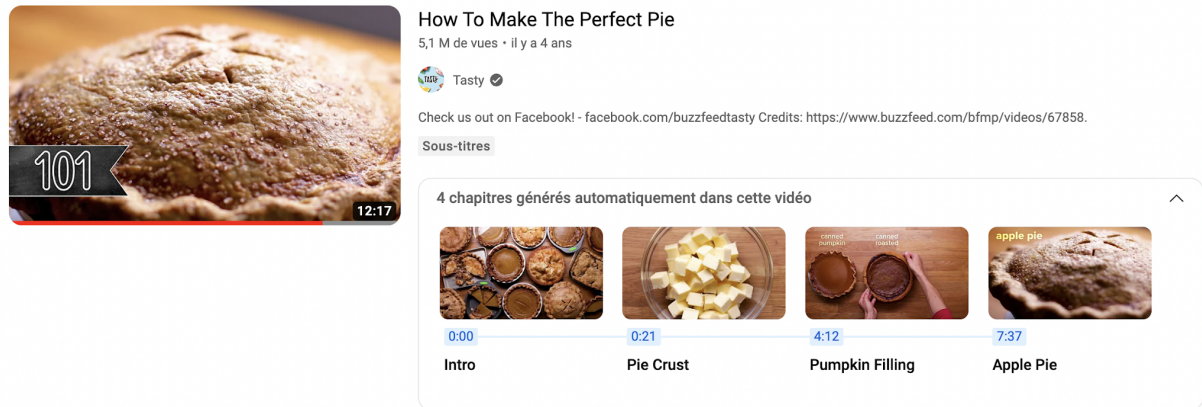 How To Make The Perfect Pie
5,1 M de vues • il y a 4 ans
TASTY
Tasty
Check us out on Facebook! - facebook.com/buzzfeedtasty Credits: https://www.buzzfeed.com/bfmp/videos/67858.
Sous-titres
101
12:17
4 chapitres générés automatiquement dans cette vidéo
canned pumpkin
canned roasted
apple pie
0:00
0:21
4:12
7:37
Intro
Pie Crust
Pumpkin Filling
Apple Pie